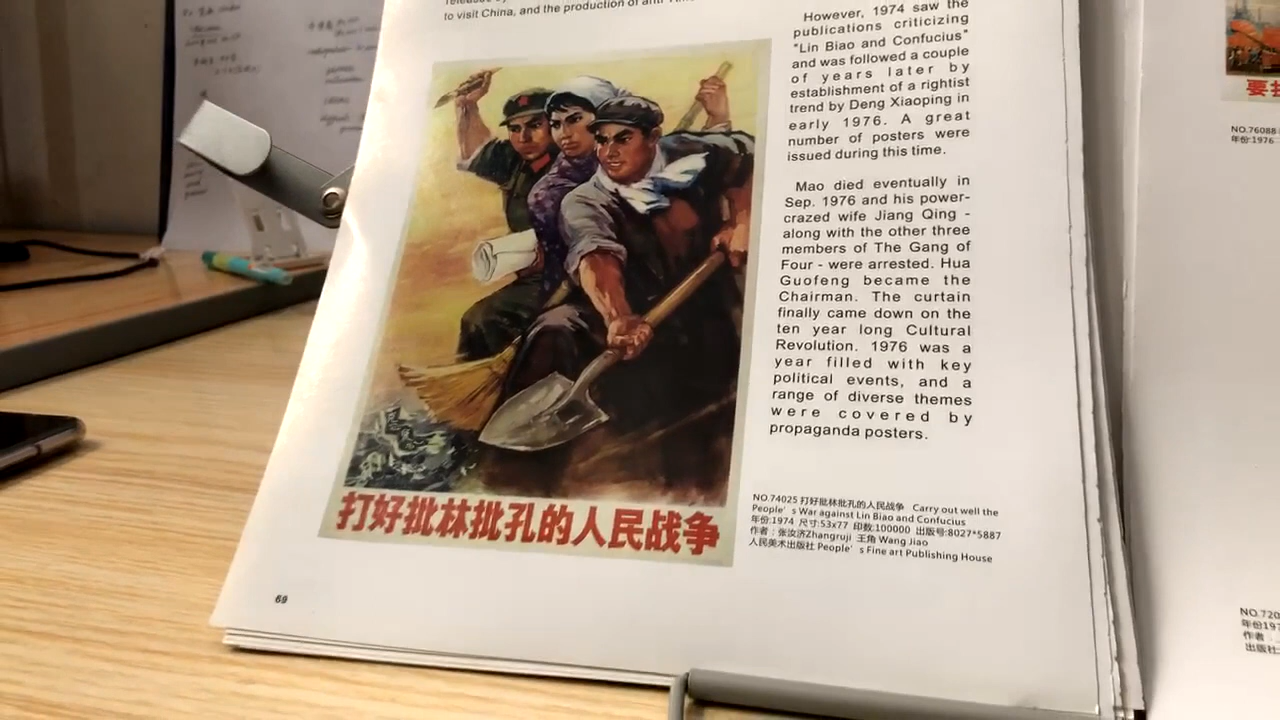 to visit China, and the production of
However, 1974 saw the
publications criticizing
"Lin Biao and Confucius"
and was followed a couple
of years later by
establishment of a rightist
trend by Deng Xiaoping in
early 1976. A great
number of posters were
issued during this time.
Mao died eventually in
Sep. 1976 and his power-
crazed wife Jiang Qing -
along with the other three
members of The Gang of
Four - were arrested. Hua
Guofeng became the
Chairman. The curtain
finally came down on the
ten year long Cultural
Revolution. 1976 was a
year filled with key
political events, and a
range of diverse themes
were covered by
propaganda posters.
打好批林批孔的人民战争
NO.74025 打好批林批孔的人民战争 Carry out well the
People's War against Lin Biao and Confucius
年份:1974 尺寸:53x77 印数:100000 出版号:8027*5887
作者：张汝济Zhangruji 王角 Wang Jiao
人民美术出版社 People's Fine art Publishing House
69
要
NO.76088
年份:1976
NO.720
年份:197
作者：
出版社